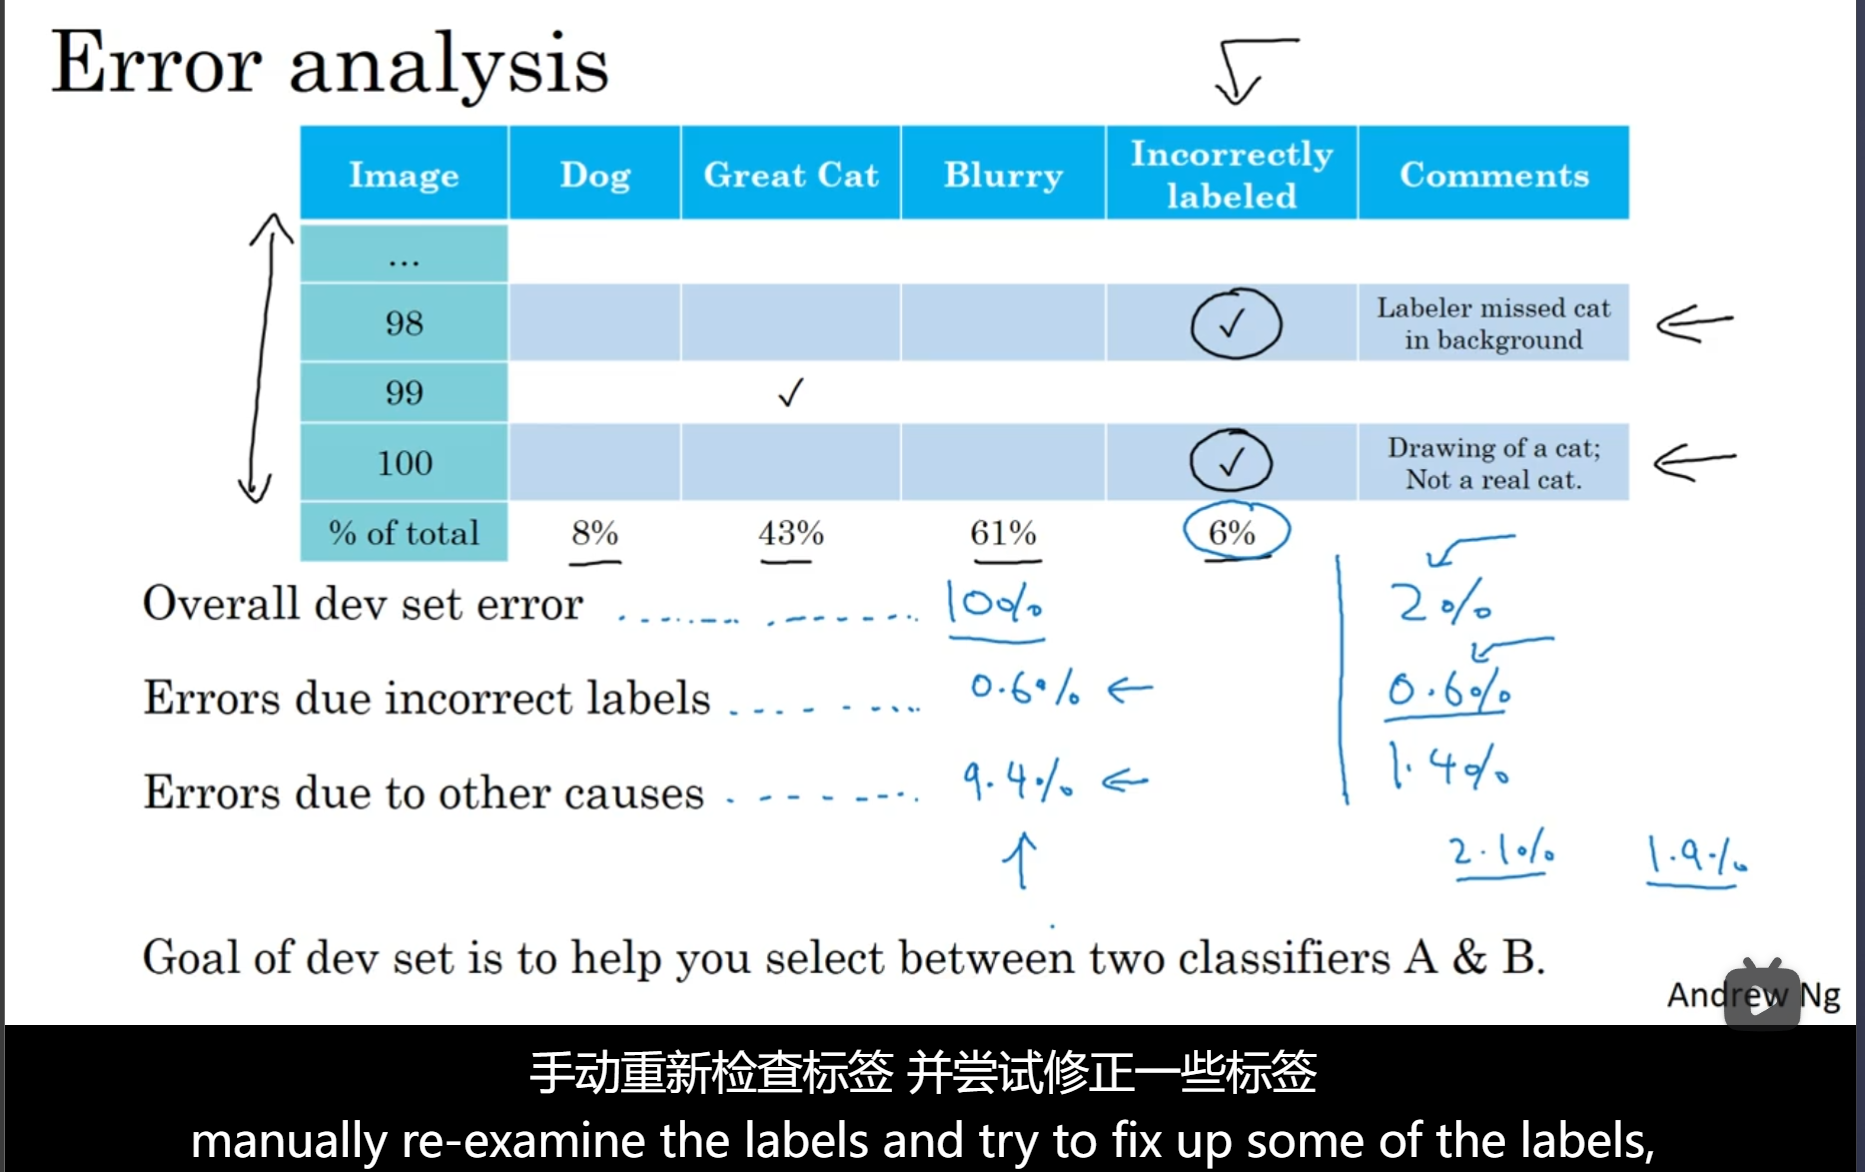 Error analysis
Image Dog Great Cat Blurry Incorrectly labeled Comments
...
98 ✓ Labeler missed cat in background
99 ✓
100 ✓ Drawing of a cat; Not a real cat.
% of total 8% 43% 61% 6%
Overall dev set error 10% 2%
Errors due incorrect labels 0.6% 0.6%
Errors due to other causes 9.4% 1.4%
2.1% 1.9%
Goal of dev set is to help you select between two classifiers A & B.
Andrew Ng
手动重新检查标签 并尝试修正一些标签
manually re-examine the labels and try to fix up some of the labels,